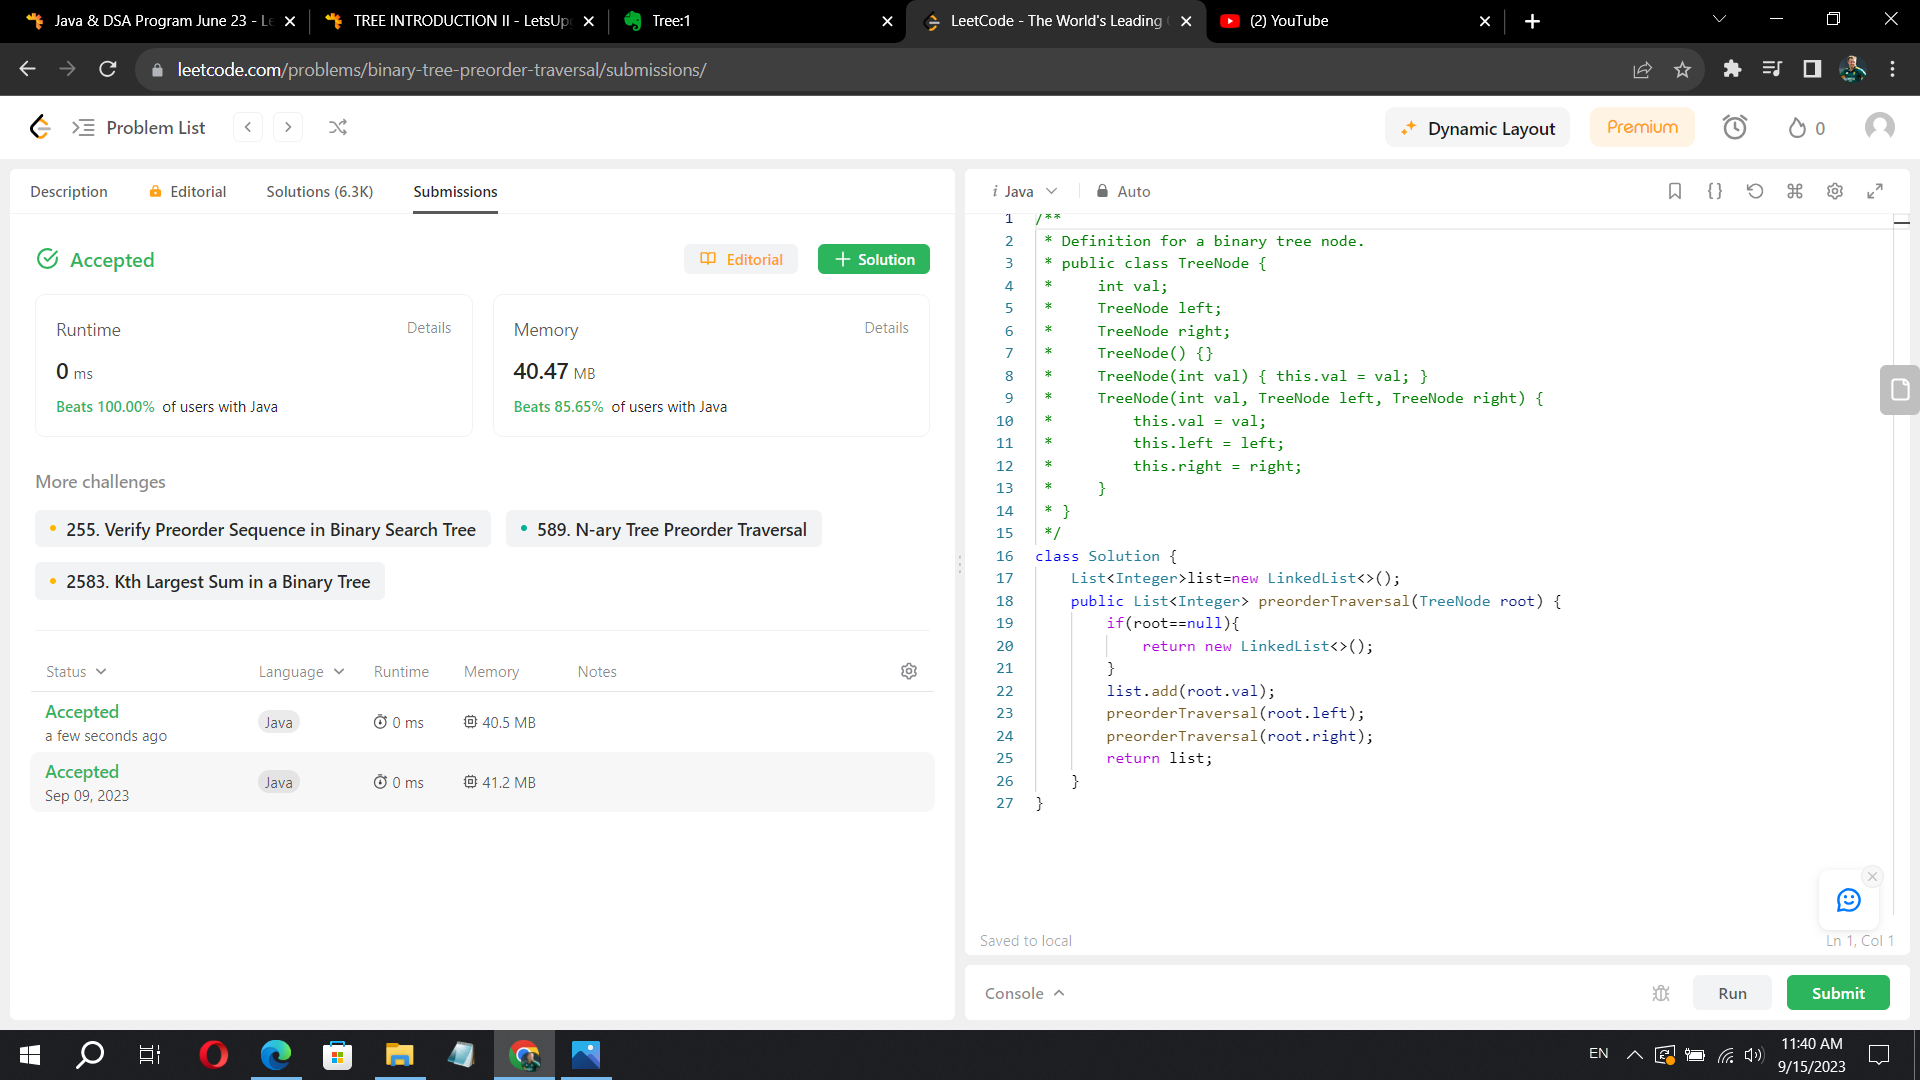 Java & DSA Program June 23 - Le
TREE INTRODUCTION II - LetsUp
Tree:1
LeetCode - The World's Leading
(2) YouTube
leetcode.com/problems/binary-tree-preorder-traversal/submissions/
Problem List
Dynamic Layout
Premium
0
Description
Editorial
Solutions (6.3K)
Submissions
Accepted
Editorial
+ Solution
Runtime
Details
0 ms
Beats 100.00% of users with Java
Memory
Details
40.47 MB
Beats 85.65% of users with Java
More challenges
255. Verify Preorder Sequence in Binary Search Tree
589. N-ary Tree Preorder Traversal
2583. Kth Largest Sum in a Binary Tree
Status
Language
Runtime
Memory
Notes
Accepted
a few seconds ago
Java
0 ms
40.5 MB
Accepted
Sep 09, 2023
Java
0 ms
41.2 MB
i Java
Auto
1 /**
2  * Definition for a binary tree node.
3  * public class TreeNode {
4  *     int val;
5  *     TreeNode left;
6  *     TreeNode right;
7  *     TreeNode() {}
8  *     TreeNode(int val) { this.val = val; }
9  *     TreeNode(int val, TreeNode left, TreeNode right) {
10  *         this.val = val;
11  *         this.left = left;
12  *         this.right = right;
13  *     }
14  * }
15  */
16 class Solution {
17     List<Integer>list=new LinkedList<>();
18     public List<Integer> preorderTraversal(TreeNode root) {
19         if(root==null){
20             return new LinkedList<>();
21         }
22         list.add(root.val);
23         preorderTraversal(root.left);
24         preorderTraversal(root.right);
25         return list;
26     }
27 }
Saved to local
Ln 1, Col 1
Console
Run
Submit
EN
11:40 AM
9/15/2023